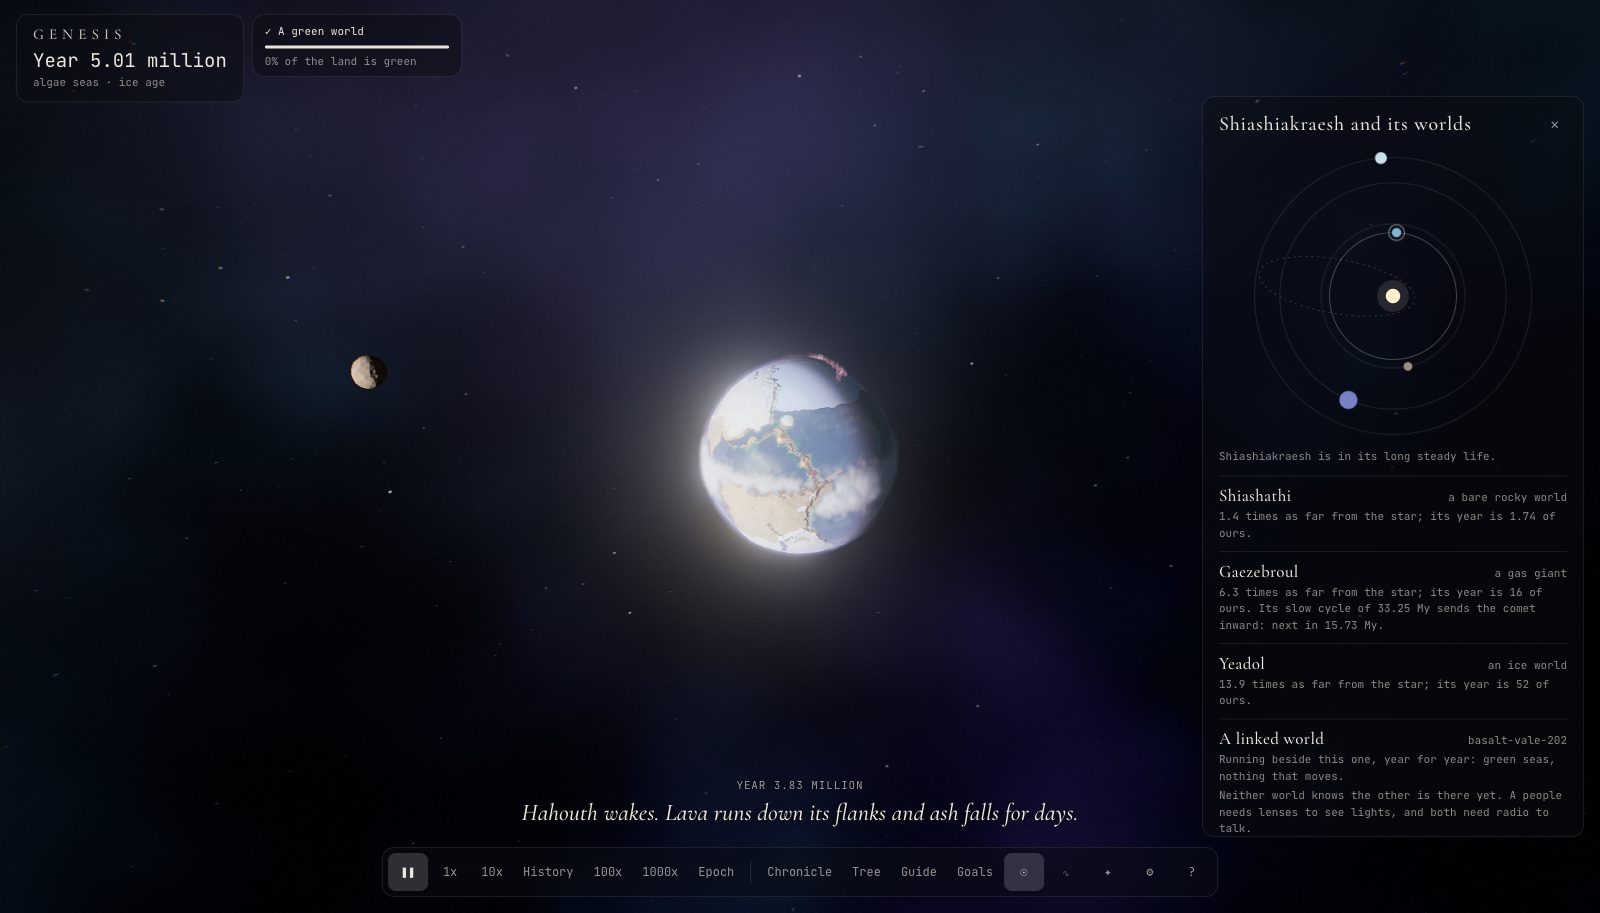 GENESIS
Year 5.01 million
algae seas · ice age
✓ A green world
0% of the land is green
Shiashiakraesh and its worlds
×
Shiashiakraesh is in its long steady life.
Shiashathi
a bare rocky world
1.4 times as far from the star; its year is 1.74 of
ours.
Gaezebroul
a gas giant
6.3 times as far from the star; its year is 16 of
ours. Its slow cycle of 33.25 My sends the comet
inward: next in 15.73 My.
Yeadol
an ice world
13.9 times as far from the star; its year is 52 of
ours.
A linked world
basalt-vale-202
Running beside this one, year for year: green seas,
nothing that moves.
Neither world knows the other is there yet. A people
needs lenses to see lights, and both need radio to
talk.
YEAR 3.83 MILLION
Hahouth wakes. Lava runs down its flanks and ash falls for days.
1x 10x History 100x 1000x Epoch Chronicle Tree Guide Goals ?